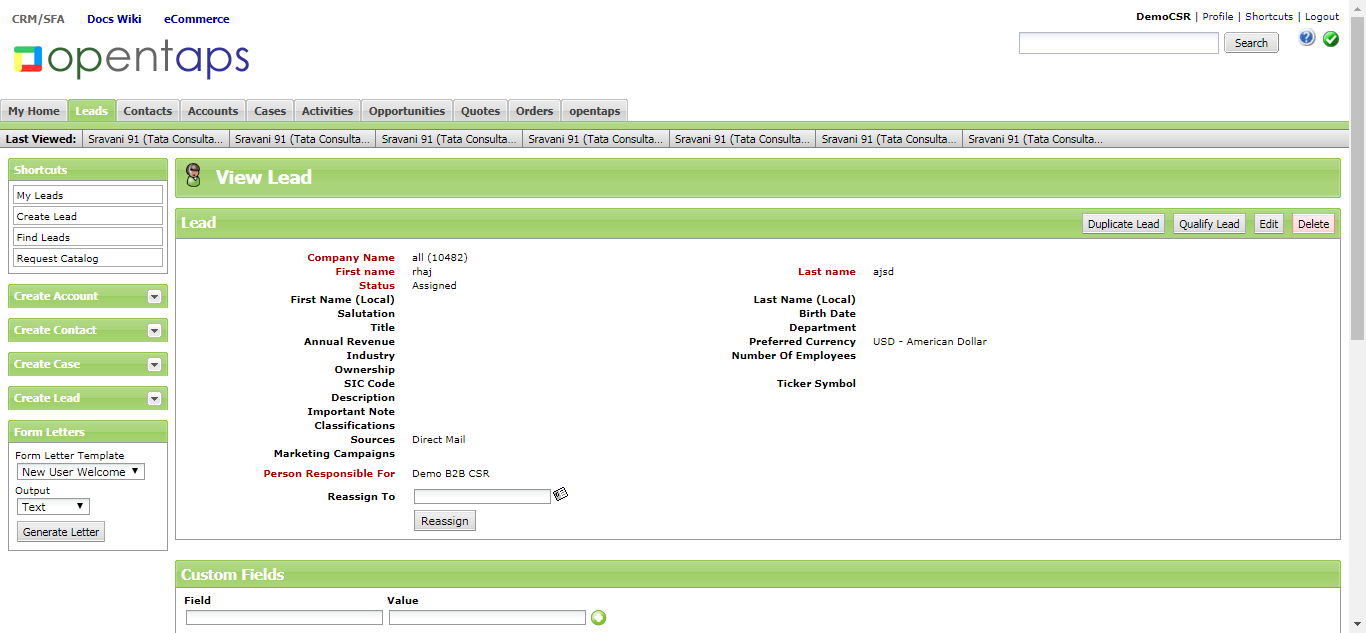 CRM/SFA Docs Wiki eCommerce
DemoCSR | Profile | Shortcuts | Logout
opentaps
Search
My Home Leads Contacts Accounts Cases Activities Opportunities Quotes Orders opentaps
Last Viewed: Sravani 91 (Tata Consulta... Sravani 91 (Tata Consulta... Sravani 91 (Tata Consulta... Sravani 91 (Tata Consulta... Sravani 91 (Tata Consulta... Sravani 91 (Tata Consulta... Sravani 91 (Tata Consulta...
Shortcuts
My Leads
Create Lead
Find Leads
Request Catalog
Create Account
Create Contact
Create Case
Create Lead
Form Letters
Form Letter Template
New User Welcome
Output
Text
Generate Letter
View Lead
Lead
Duplicate Lead Qualify Lead Edit Delete
Company Name all (10482)
First name rhaj Last name ajsd
Status Assigned
First Name (Local) Last Name (Local)
Salutation Birth Date
Title Department
Annual Revenue Preferred Currency USD - American Dollar
Industry Number Of Employees
Ownership
SIC Code Ticker Symbol
Description
Important Note
Classifications
Sources Direct Mail
Marketing Campaigns
Person Responsible For Demo B2B CSR
Reassign To
Reassign
Custom Fields
Field Value